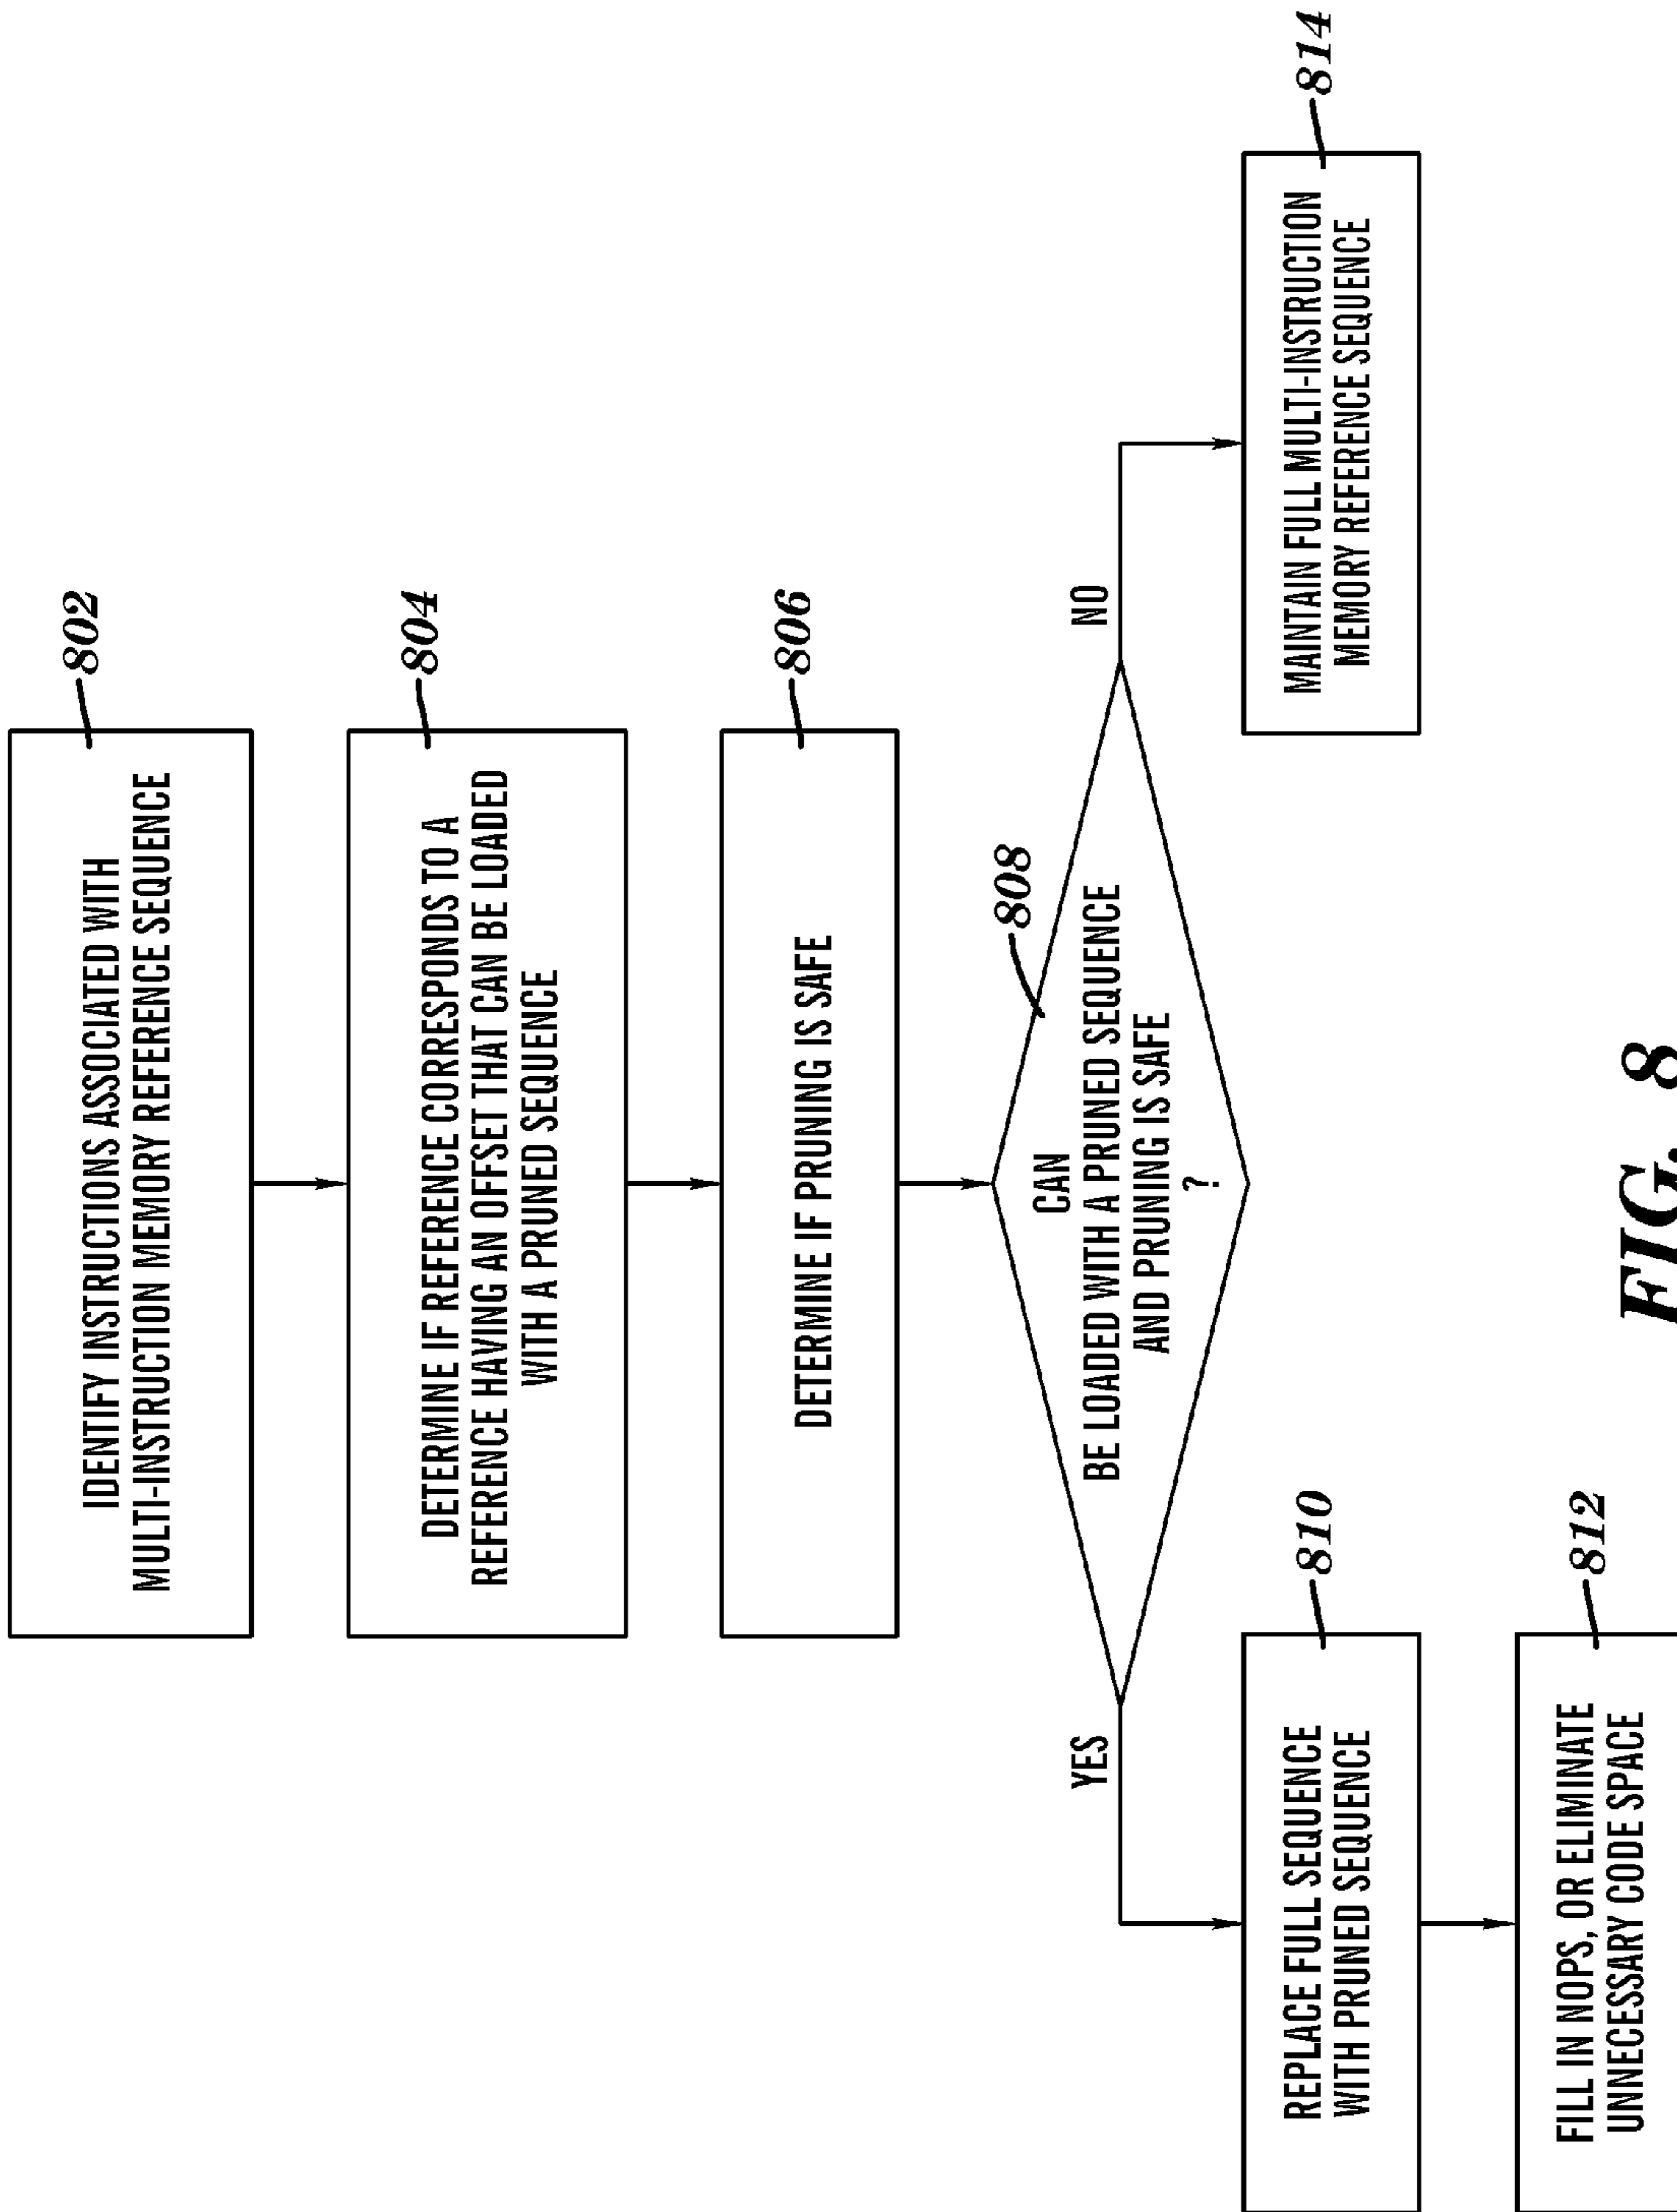 802
IDENTIFY INSTRUCTIONS ASSOCIATED WITH
MULTI-INSTRUCTION MEMORY REFERENCE SEQUENCE
804
DETERMINE IF REFERENCE CORRESPONDS TO A
REFERENCE HAVING AN OFFSET THAT CAN BE LOADED
WITH A PRUNED SEQUENCE
806
DETERMINE IF PRUNING IS SAFE
808
CAN
BE LOADED WITH A PRUNED SEQUENCE
AND PRUNING IS SAFE
?
YES
NO
810
REPLACE FULL SEQUENCE
WITH PRUNED SEQUENCE
814
MAINTAIN FULL MULTI-INSTRUCTION
MEMORY REFERENCE SEQUENCE
812
FILL IN NOPS, OR ELIMINATE
UNNECESSARY CODE SPACE
FIG. 8